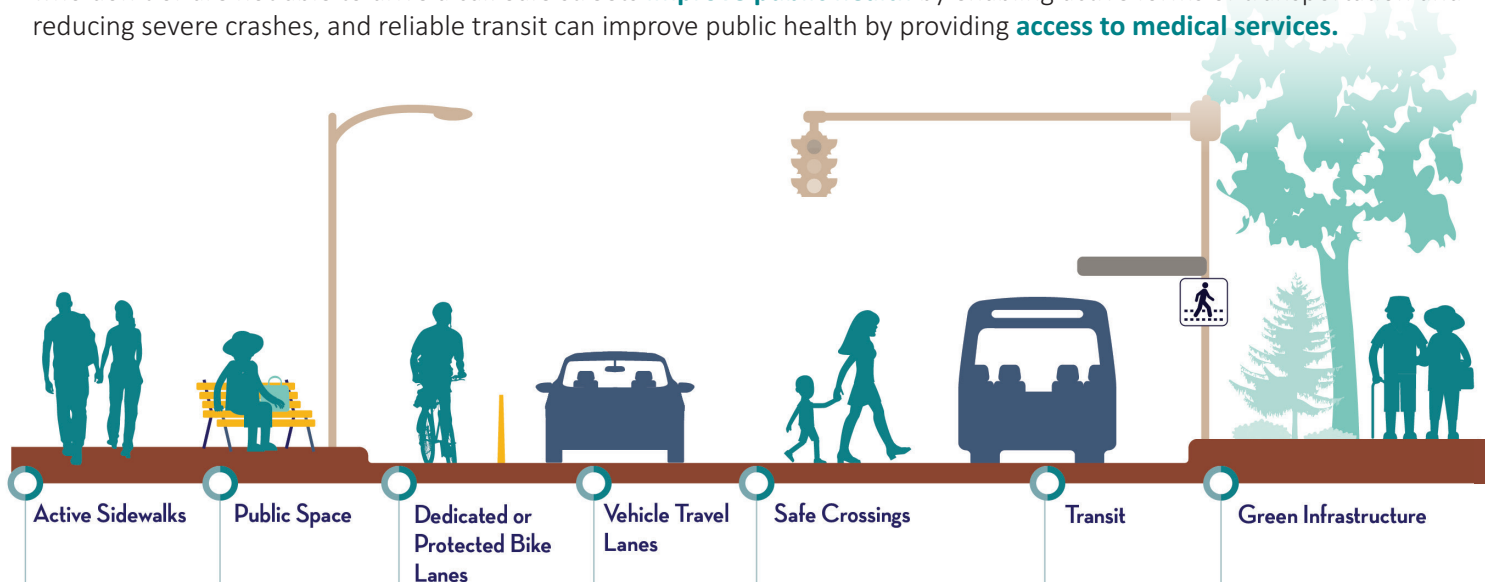 reducing severe crashes, and reliable transit can improve public health by providing access to medical services.
Active Sidewalks
Public Space
Dedicated or
Protected Bike
Lanes
Vehicle Travel
Lanes
Safe Crossings
Transit
Green Infrastructure